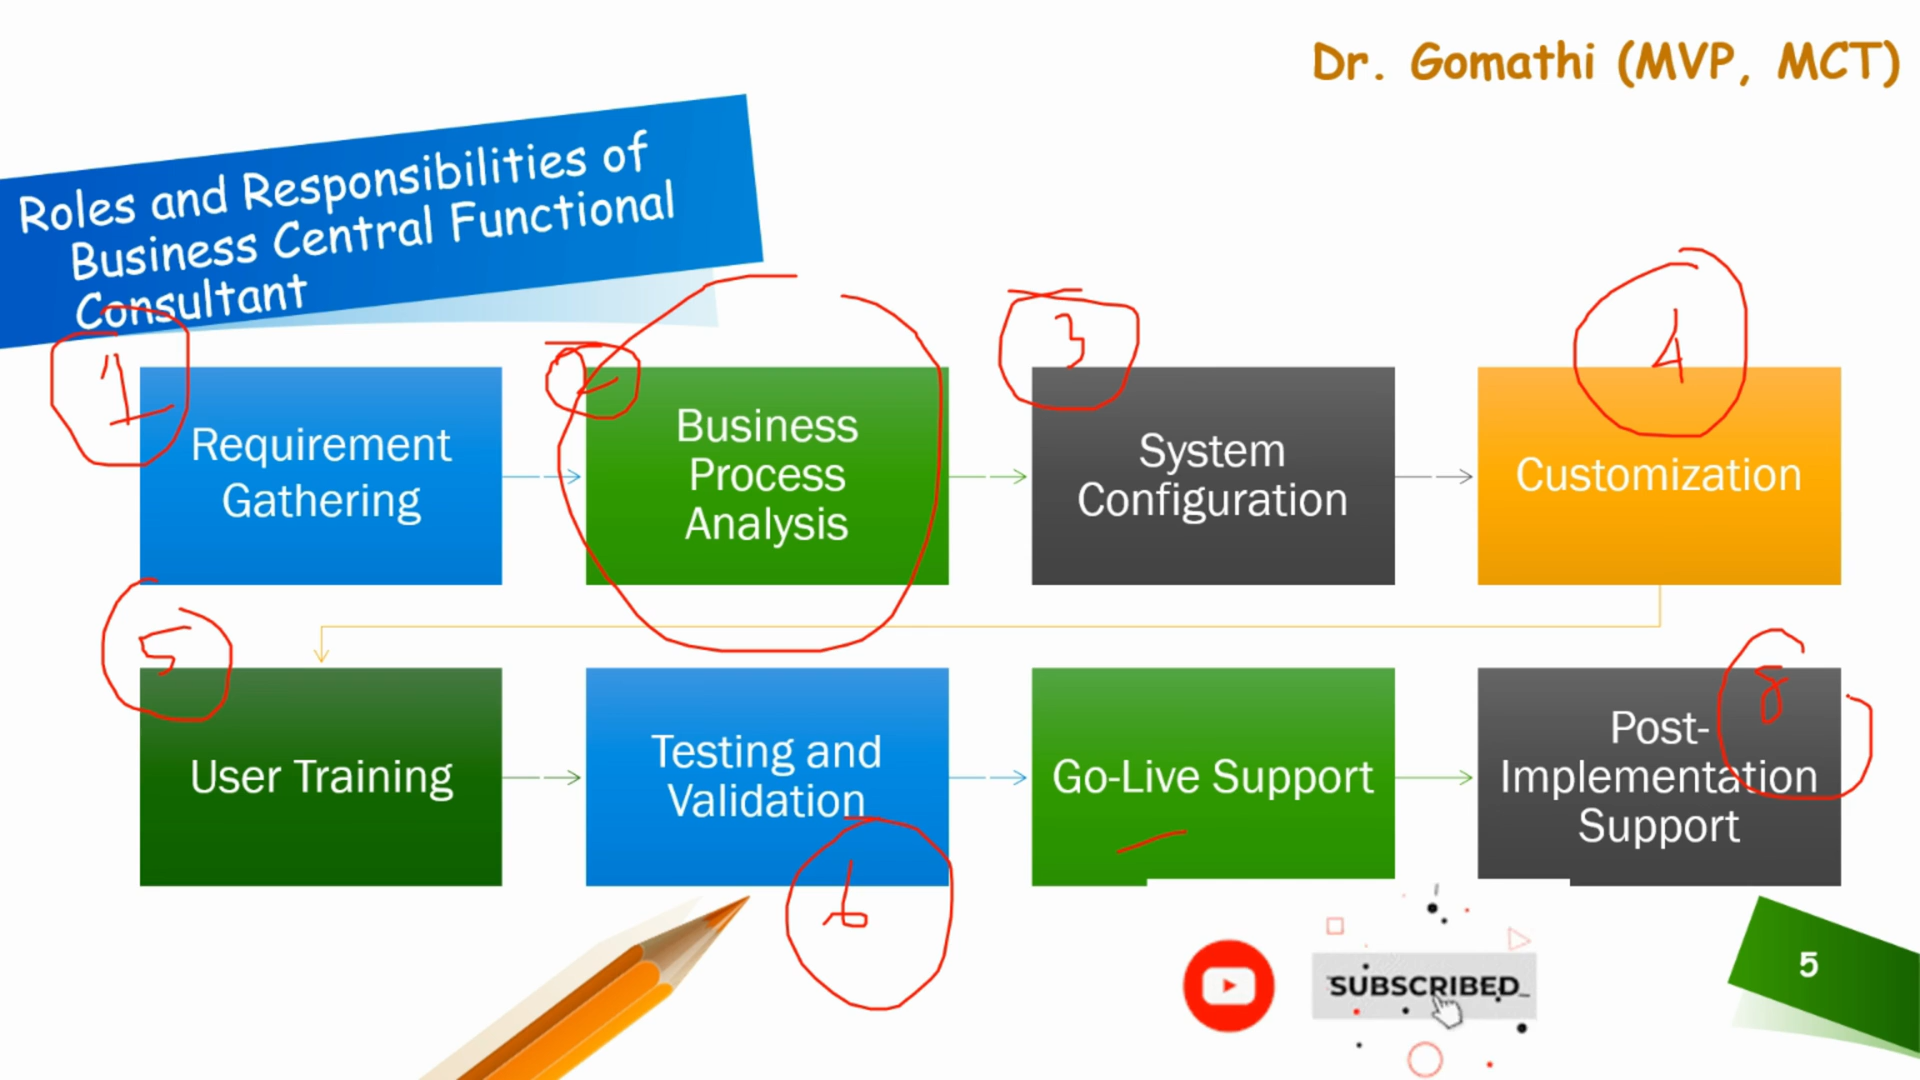 Dr. Gomathi (MVP, MCT)
Roles and Responsibilities of
Business Central Functional
Consultant
1
2
3
4
Requirement
Gathering
Business
Process
Analysis
System
Configuration
Customization
5
8
User Training
Testing and
Validation
Go-Live Support
Post-
Implementation
Support
6
SUBSCRIBED
5